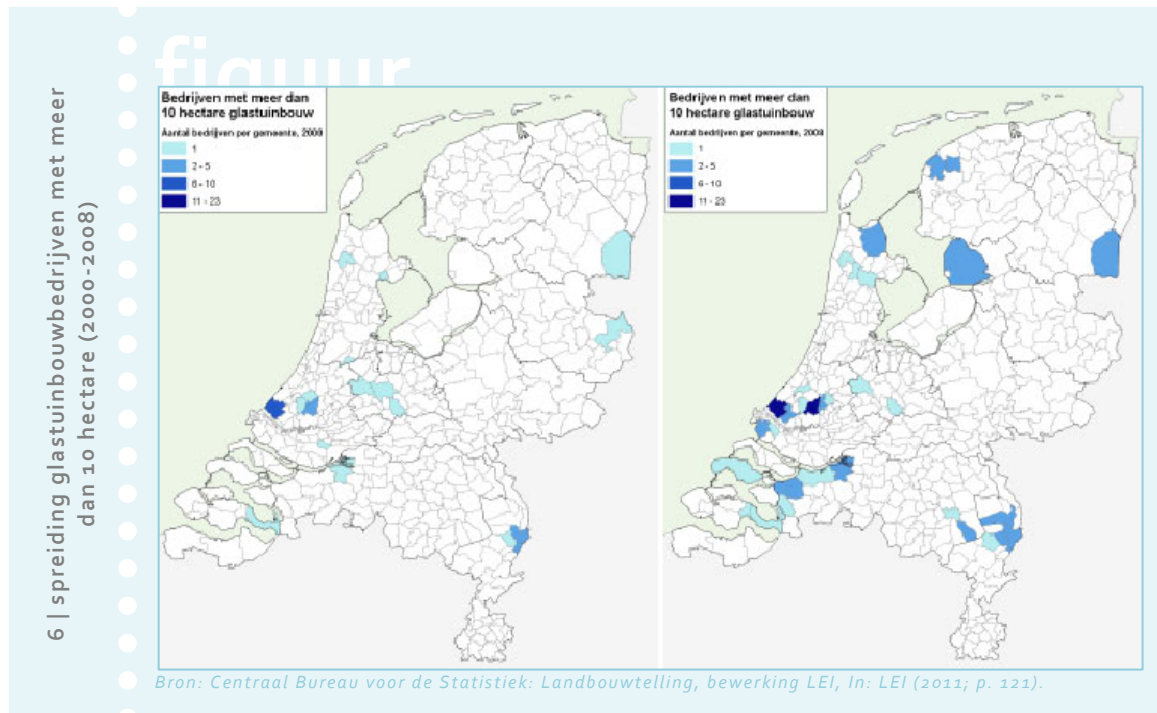 figuur
6 | spreiding glastuinbouwbedrijven met meer
dan 10 hectare (2000-2008)
Bedrijven met meer dan
10 hectare glastuinbouw
Aantal bedrijven per gemeente,
1
2 - 5
6 - 10
11 - 23
Bedrijven met meer dan
10 hectare glastuinbouw
Aantal bedrijven per gemeente, 2008
1
2 - 5
6 - 10
11 - 23
Bron: Centraal Bureau voor de Statistiek: Landbouwtelling, bewerking LEI, In: LEI (2011; p. 121).